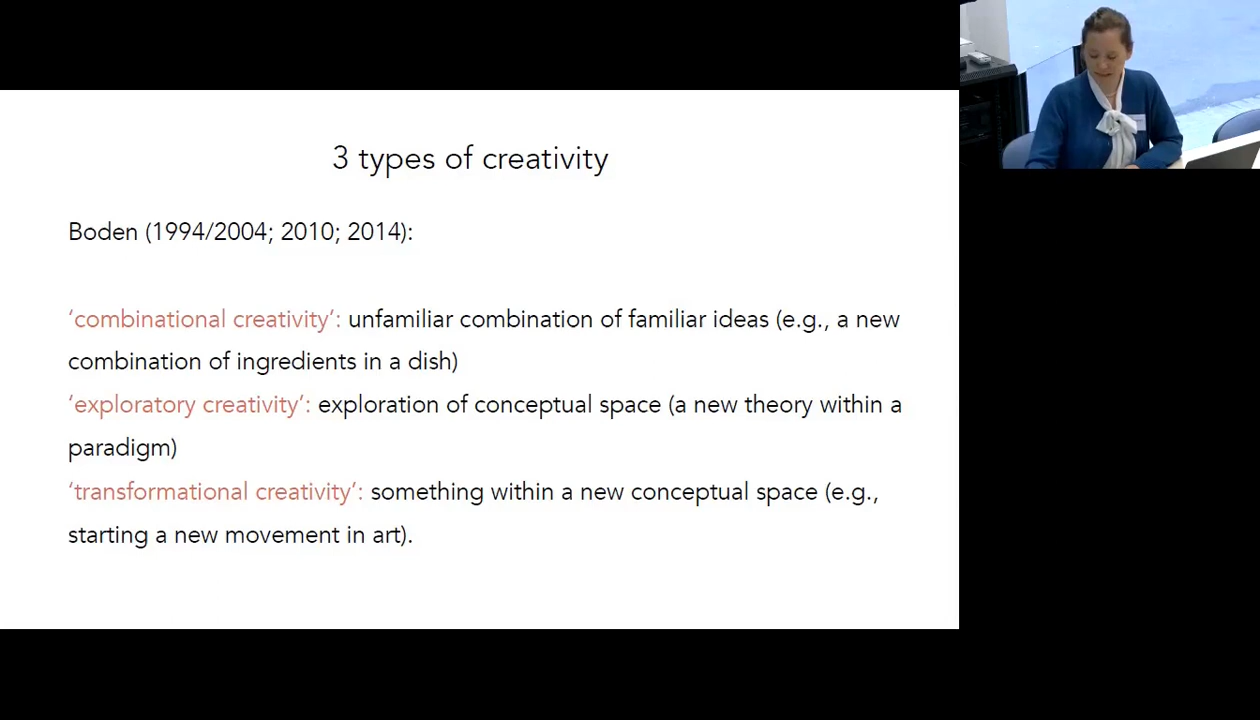 3 types of creativity
Boden (1994/2004; 2010; 2014):
‘combinational creativity’: unfamiliar combination of familiar ideas (e.g., a new
combination of ingredients in a dish)
‘exploratory creativity’: exploration of conceptual space (a new theory within a
paradigm)
‘transformational creativity’: something within a new conceptual space (e.g.,
starting a new movement in art).